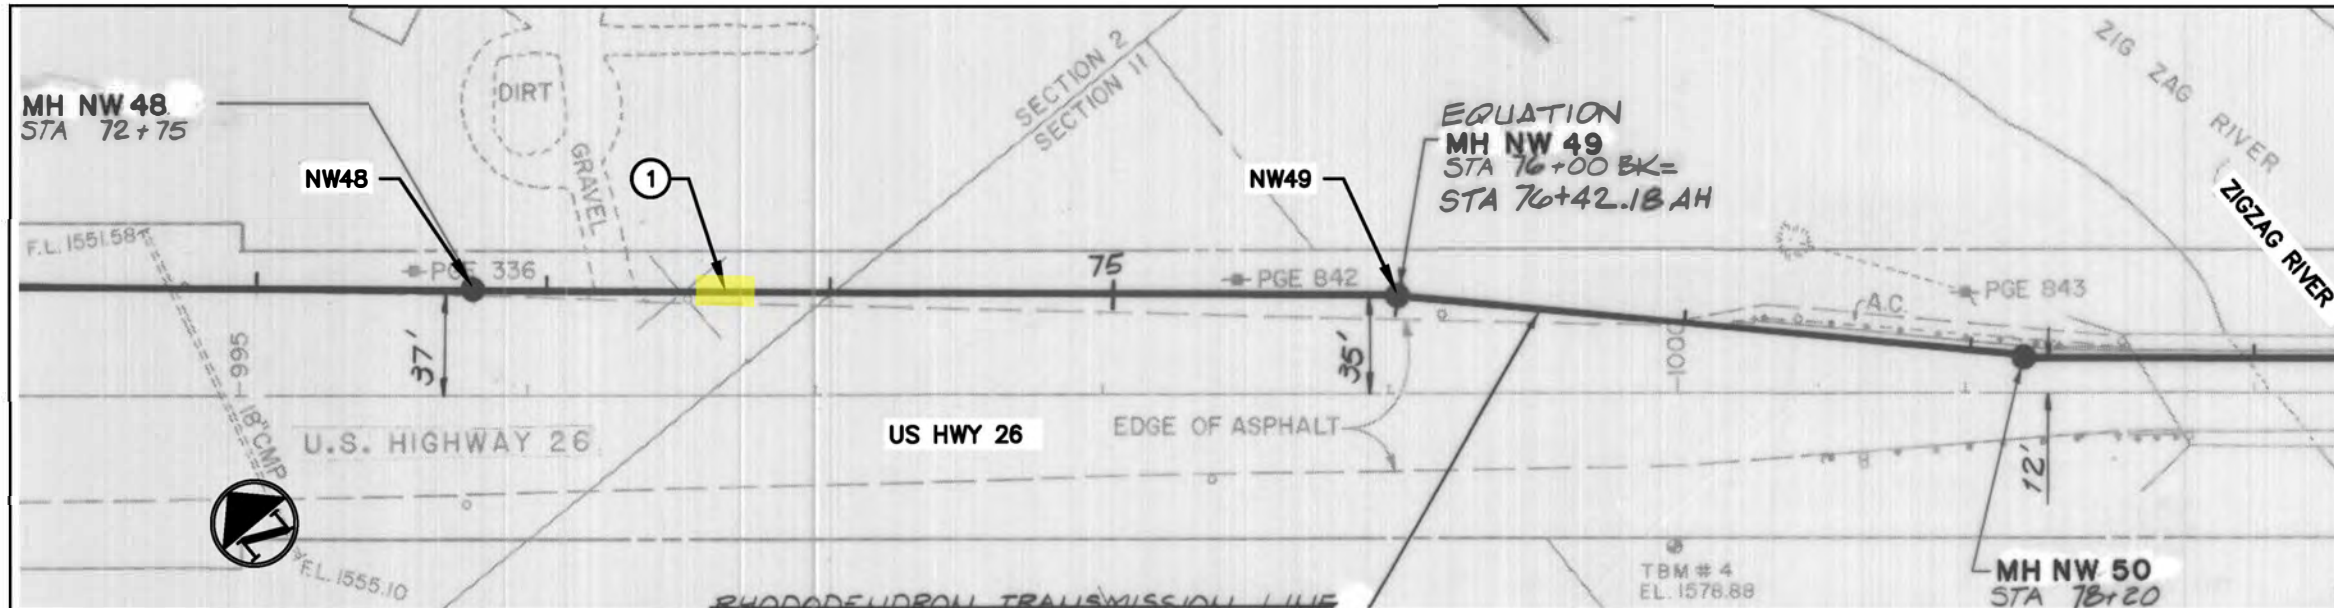 MH NW 48
STA 72+75
DIRT
GRAVEL
NW48
1
SECTION 2
SECTION 11
NW49
EQUATION
MH NW 49
STA 76+00 BK=
STA 76+42.18 AH
ZIG ZAG RIVER
RIVER
ZIGZAG RIVER
F.L. 1551.58
PGE 336
75
PGE 842
PGE 843
A.C.
37'
35'
1000
995
18" CMP
U.S. HIGHWAY 26
US HWY 26
EDGE OF ASPHALT
12'
F.L. 1555.10
TBM # 4
EL. 1578.88
MH NW 50
STA 78+20
RHODODENDRON TRANSMISSION LINE